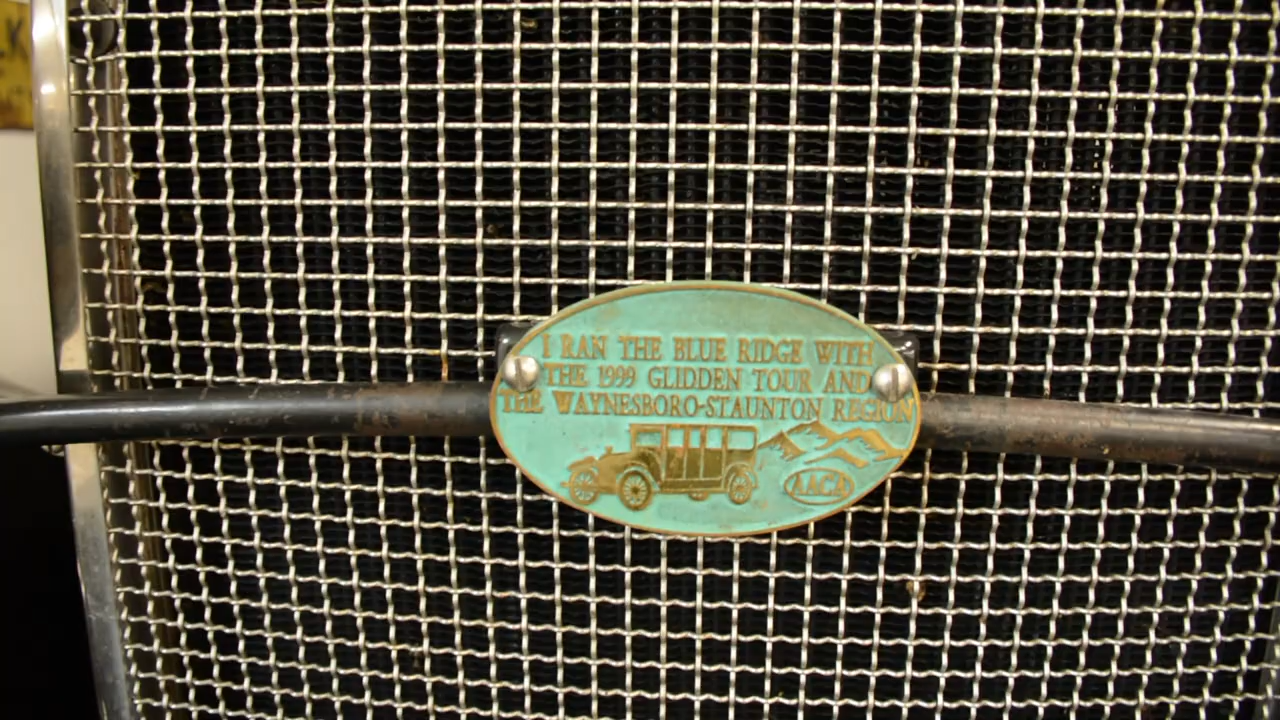 I RAN THE BLUE RIDGE WITH
THE 1999 GLIDDEN TOUR AND
THE WAYNESBORO-STAUNTON REGION
AACA